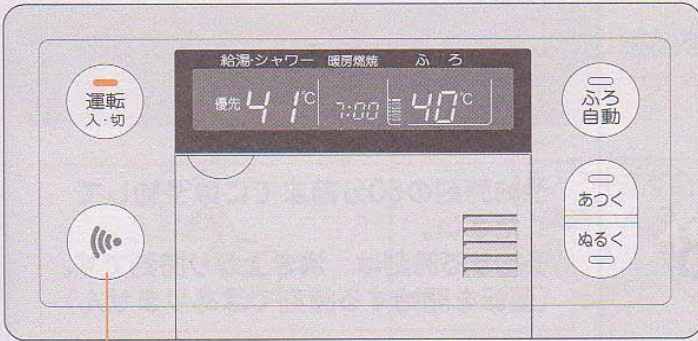 給湯・シャワー 暖房燃焼 ふろ
優先 41℃ 7:00 40℃
運転
入・切
ふろ
自動
あつく
ぬるく